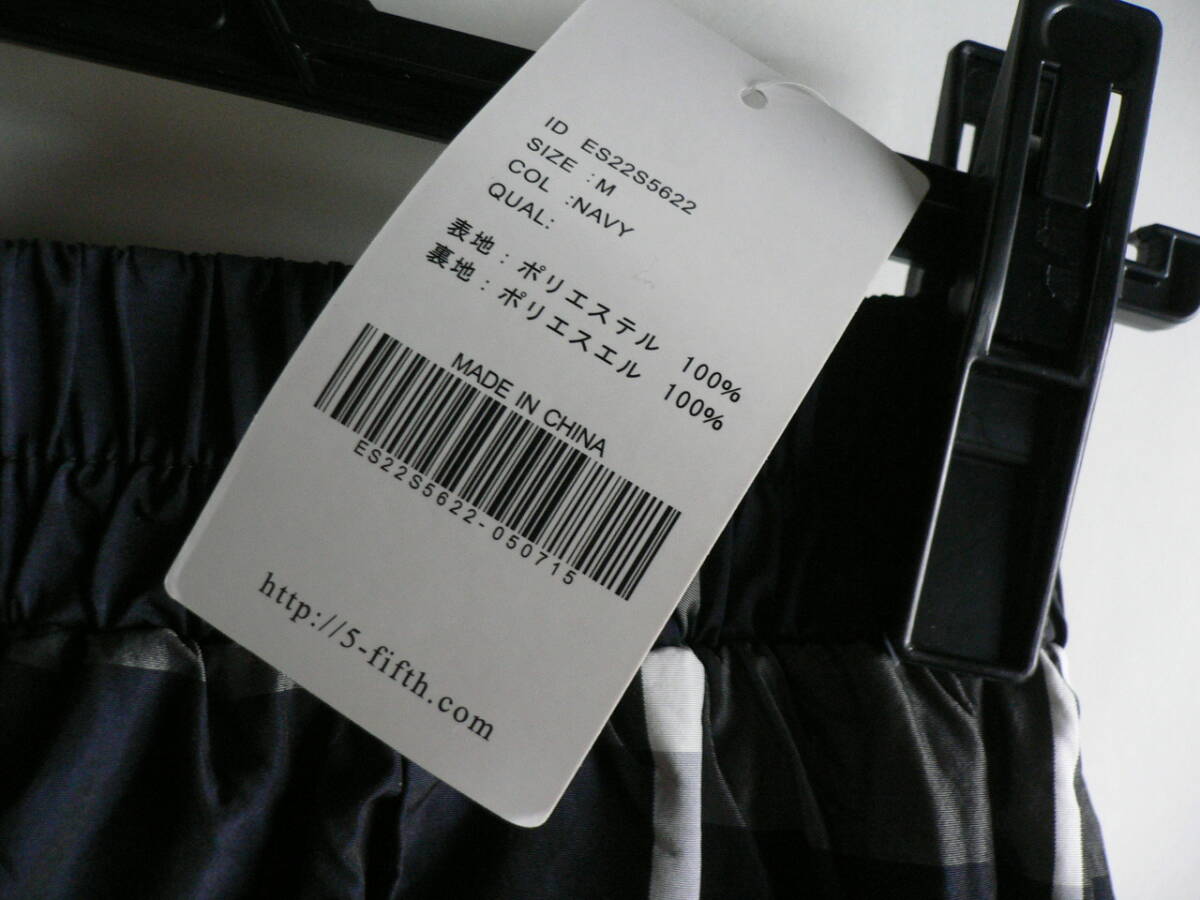 ID ES22S5622
SIZE :M
COL :NAVY
QUAL:
表地:ポリエステル 100%
裏地:ポリエスエル 100%
MADE IN CHINA
ES22S5622-050715
http://5-fifth.com